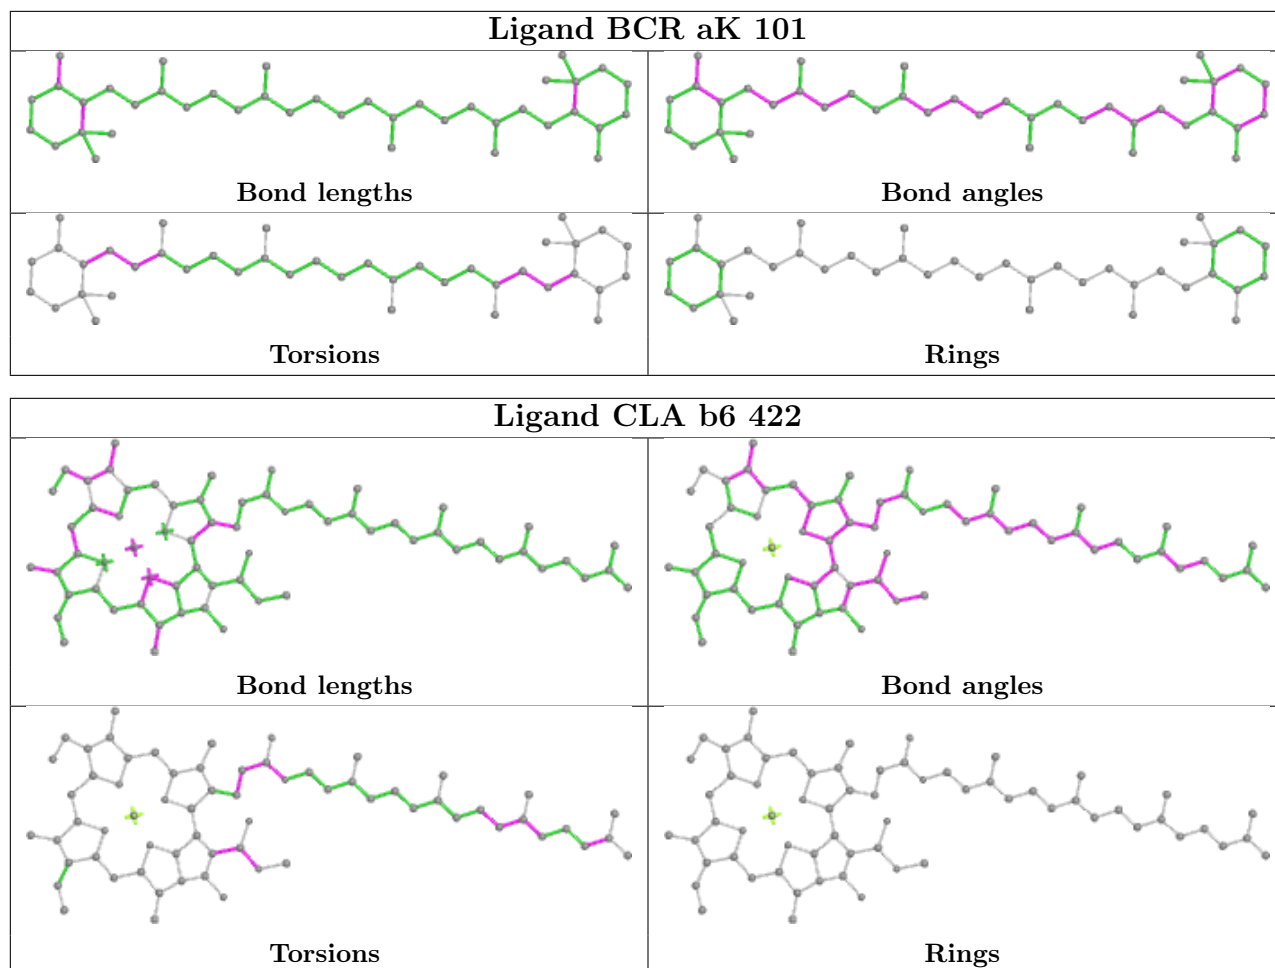 Ligand BCR aK 101
Bond lengths
Bond angles
Torsions
Rings
Ligand CLA b6 422
Bond lengths
Bond angles
Torsions
Rings